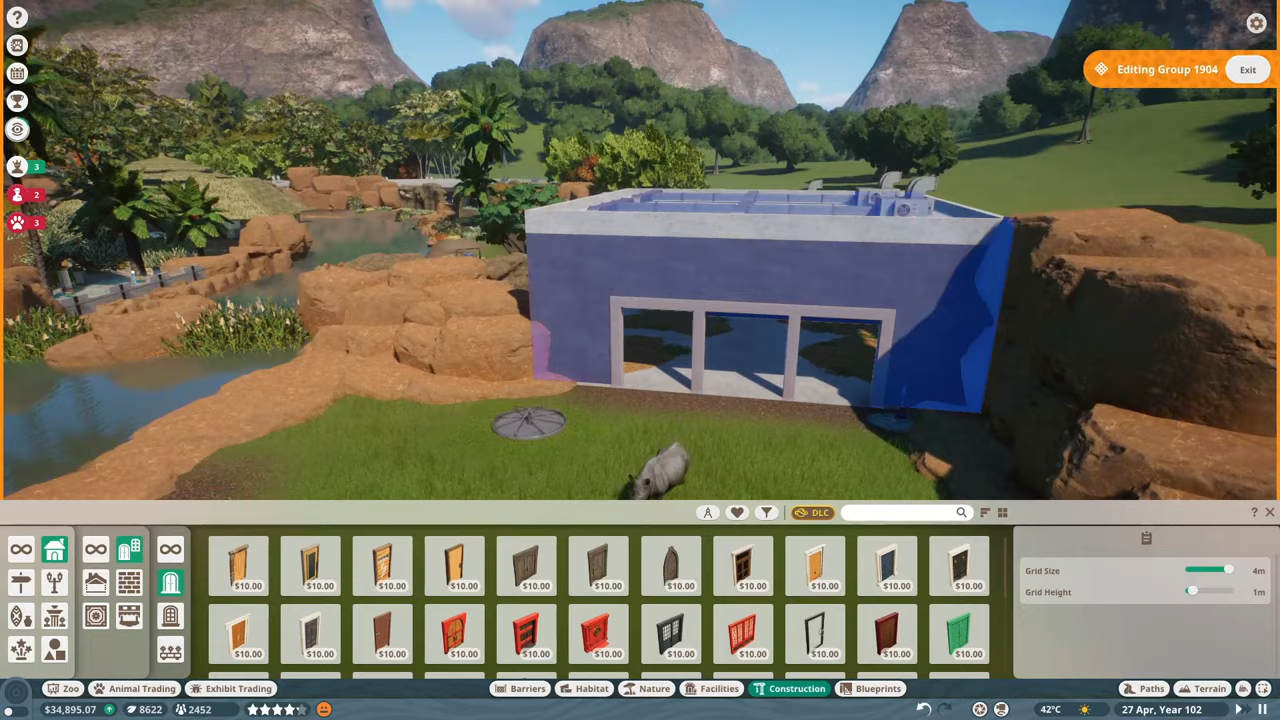 ?
Editing Group 1904 Exit
3
2
3
DLC
? ×
$10.00 $10.00 $10.00 $10.00 $10.00 $10.00 $10.00 $10.00 $10.00 $10.00 $10.00
Grid Size 4m
Grid Height 1m
$10.00 $10.00 $10.00 $10.00 $10.00 $10.00 $10.00 $10.00 $10.00 $10.00 $10.00
Zoo Animal Trading Exhibit Trading Barriers Habitat Nature Facilities Construction Blueprints Paths Terrain
$34,895.07 8622 2452 42°C 27 Apr, Year 102